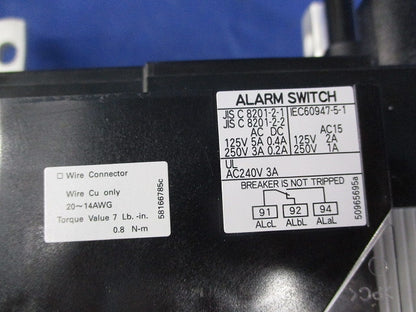 ALARM SWITCH
JIS C 8201-2-1 IEC60947-5-1
JIS C 8201-2-2
AC DC AC15
125V 5A 0.4A 125V 2A
250V 3A 0.2A 250V 1A
UL
AC240V 3A
BREAKER IS NOT TRIPPED
91 92 94
ALcL ALbL ALaL
50965695a
□ Wire Connector
Wire Cu only
20~14AWG
Torque Value 7 Lb.-in.
0.8 N-m
58166785c